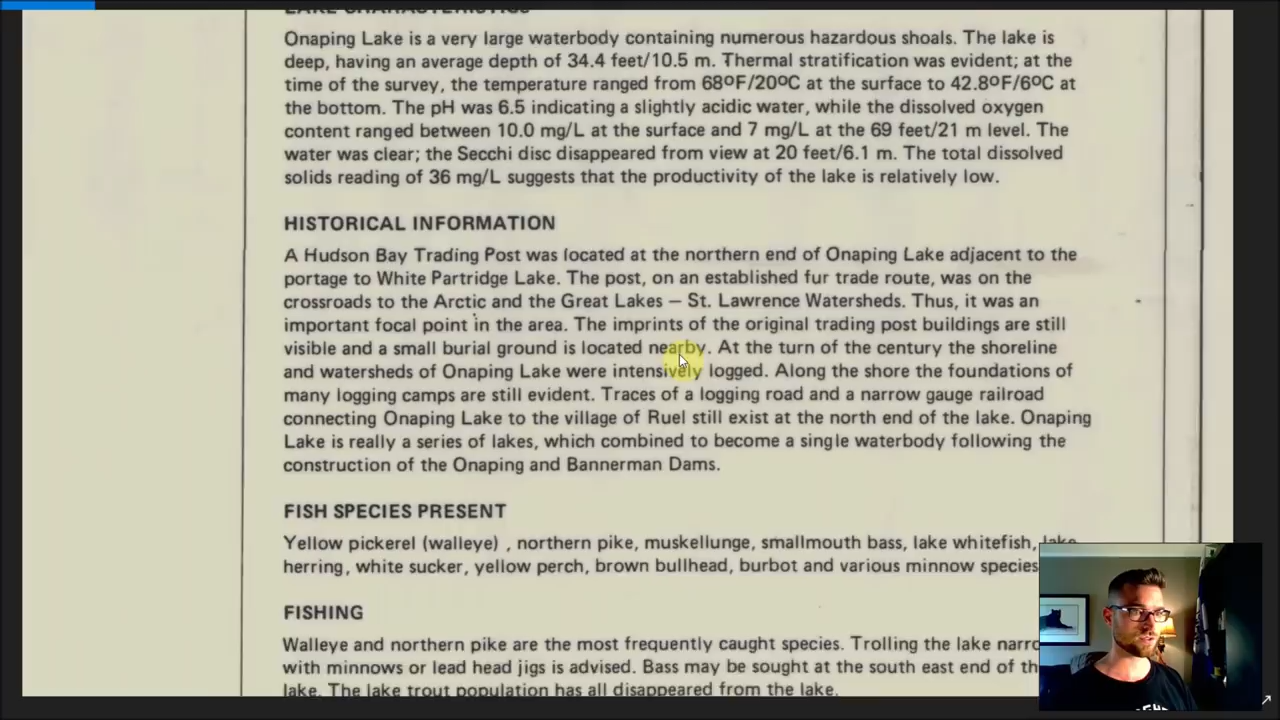 LAKE CHARACTERISTICS
Onaping Lake is a very large waterbody containing numerous hazardous shoals. The lake is
deep, having an average depth of 34.4 feet/10.5 m. Thermal stratification was evident; at the
time of the survey, the temperature ranged from 68ºF/20ºC at the surface to 42.8ºF/6ºC at
the bottom. The pH was 6.5 indicating a slightly acidic water, while the dissolved oxygen
content ranged between 10.0 mg/L at the surface and 7 mg/L at the 69 feet/21 m level. The
water was clear; the Secchi disc disappeared from view at 20 feet/6.1 m. The total dissolved
solids reading of 36 mg/L suggests that the productivity of the lake is relatively low.
HISTORICAL INFORMATION
A Hudson Bay Trading Post was located at the northern end of Onaping Lake adjacent to the
portage to White Partridge Lake. The post, on an established fur trade route, was on the
crossroads to the Arctic and the Great Lakes – St. Lawrence Watersheds. Thus, it was an
important focal point in the area. The imprints of the original trading post buildings are still
visible and a small burial ground is located nearby. At the turn of the century the shoreline
and watersheds of Onaping Lake were intensively logged. Along the shore the foundations of
many logging camps are still evident. Traces of a logging road and a narrow gauge railroad
connecting Onaping Lake to the village of Ruel still exist at the north end of the lake. Onaping
Lake is really a series of lakes, which combined to become a single waterbody following the
construction of the Onaping and Bannerman Dams.
FISH SPECIES PRESENT
Yellow pickerel (walleye) , northern pike, muskellunge, smallmouth bass, lake whitefish, lake
herring, white sucker, yellow perch, brown bullhead, burbot and various minnow species
FISHING
Walleye and northern pike are the most frequently caught species. Trolling the lake narro
with minnows or lead head jigs is advised. Bass may be sought at the south east end of th
lake. The lake trout population has all disappeared from the lake.